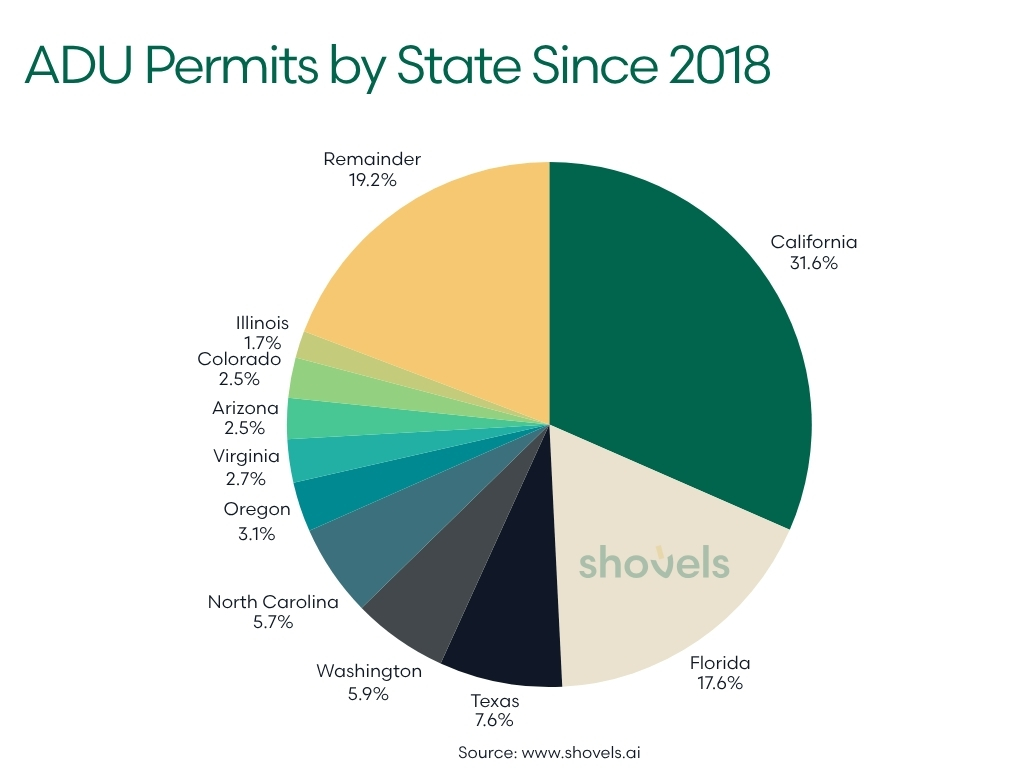 ADU Permits by State Since 2018
Remainder
19.2%
California
31.6%
Illinois
1.7%
Colorado
2.5%
Arizona
2.5%
Virginia
2.7%
Oregon
3.1%
shovels
North Carolina
5.7%
Washington
5.9%
Florida
17.6%
Texas
7.6%
Source: www.shovels.ai